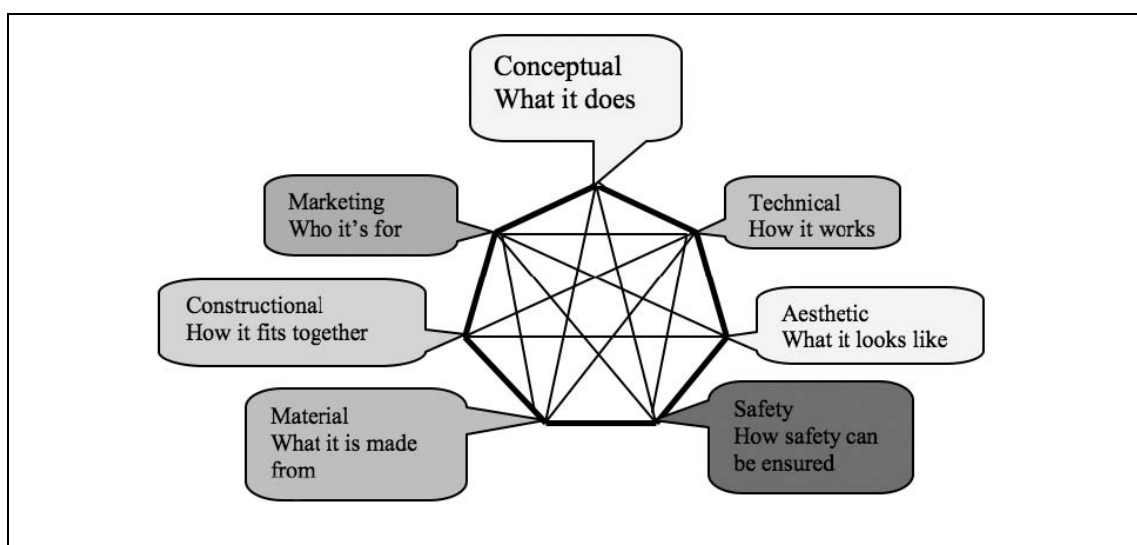 Conceptual
What it does
Marketing
Who it's for
Technical
How it works
Constructional
How it fits together
Aesthetic
What it looks like
Material
What it is made
from
Safety
How safety can
be ensured